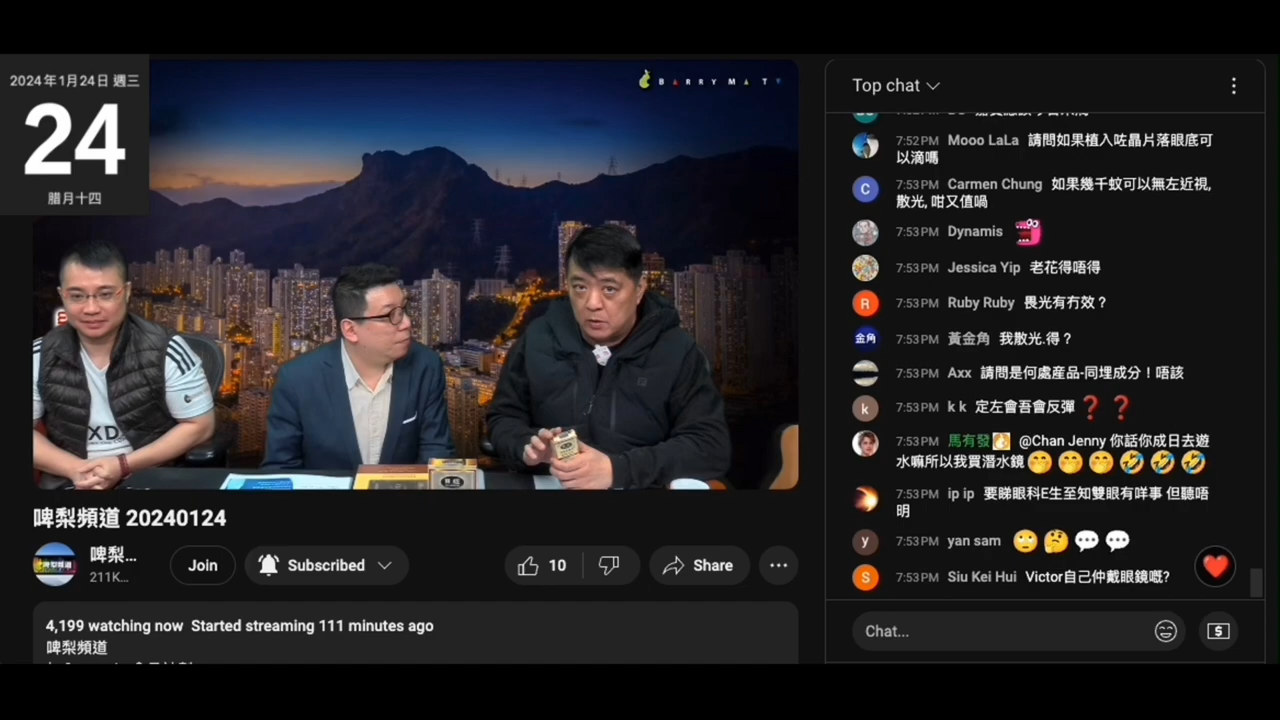 2024年1月24日 週三
24
腊月十四
BARRYMATV
XD
啤梨頻道 20240124
啤梨...
211K...
Join
Subscribed
10
Share
4,199 watching now Started streaming 111 minutes ago
啤梨頻道
Top chat
7:52PM Mooo LaLa 請問如果植入咗晶片落眼底可
以滴嗎
7:53PM Carmen Chung 如果幾千蚊可以無左近視,
散光, 咁又值喎
7:53PM Dynamis
7:53PM Jessica Yip 老花得唔得
R
7:53PM Ruby Ruby 畏光有冇效？
金角
7:53PM 黃金角 我散光.得？
7:53PM Axx 請問是何處産品-同埋成分！唔該
k
7:53PM k k 定左會吾會反彈❓❓
7:53PM 馬有發 @Chan Jenny 你話你成日去遊
水嘛所以我買潛水鏡🤭🤭🤭🤣🤣🤣
7:53PM ip ip 要睇眼科E生至知雙眼有咩事 但聽唔
明
y
7:53PM yan sam 🙄🤔💬💬
S
7:53PM Siu Kei Hui Victor自己仲戴眼鏡嘅?
Chat...